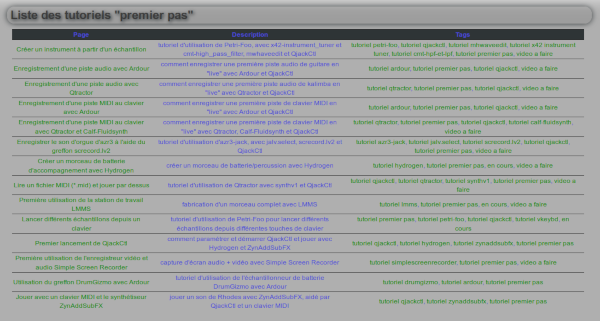 Liste des tutoriels "premier pas"
Page Description Tags
Créer un instrument à partir d'un échantillon
tutoriel d'utilisation de Petri-Foo, avec x42-instrument_tuner et
cml-high_pass_filter, mwhaveedit et QjackCtl
tutoriel petri-foo, tutoriel qjackctl, tutoriel mhwaveedit, tutoriel x42 instrument
tuner, tutoriel cmt-hpf-et-lpf, tutoriel premier pas, video a faire
Enregistrement d'une piste audio avec Ardour
comment enregistrer une première piste audio de guitare en
"live" avec Ardour et QjackCtl
tutoriel ardour, tutoriel premier pas, tutoriel qjackctl, video a faire
Enregistrement d'une piste audio avec
Qtractor
comment enregistrer une première piste audio de kalimba en
"live" avec Qtractor et QjackCtl
tutoriel qtractor, tutoriel premier pas, tutoriel qjackctl, video a faire
Enregistrement d'une piste MIDI au clavier
avec Ardour
comment enregistrer une première piste de clavier MIDI en
"live" avec Ardour et QjackCtl
tutoriel ardour, tutoriel premier pas, tutoriel qjackctl, video a faire
Enregistrement d'une piste MIDI au clavier
avec Qtractor et Calf-Fluidsynth
comment enregistrer une première piste de clavier MIDI en
"live" avec Qtractor, Calf-Fluidsynth et QjackCtl
tutoriel qtractor, tutoriel premier pas, tutoriel qjackctl, tutoriel calf-fluidsynth,
video a faire
Enregistrer le son d'orgue d'azr3 à l'aide du
greffon screcord.lv2
tutoriel d'utilisation d'azr3-jack, avec jalv.select, screcord.lv2 et
QjackCtl
tutoriel azr3-jack, tutoriel jalv.select, tutoriel screcord.lv2, tutoriel qjackctl,
tutoriel premier pas, video a faire
Créer un morceau de batterie
d'accompagnement avec Hydrogen
créer un morceau de batterie/percussion avec Hydrogen
tutoriel hydrogen, tutoriel premier pas, en cours, video a faire
Lire un fichier MIDI (*.mid) et jouer par dessus
tutoriel d'utilisation de Qtractor avec synthv1 et QjackCtl
tutoriel qjackctl, tutoriel qtractor, tutoriel synthv1, tutoriel premier pas, video a
faire
Première utilisation de la station de travail
LMMS
fabrication d'un morceau complet avec LMMS
tutoriel lmms, tutoriel premier pas, en cours, video a faire
Lancer différents échantillons depuis un
clavier
tutoriel d'utilisation de Petri-Foo pour lancer différents
échantillons depuis différentes touches de clavier
tutoriel premier pas, tutoriel petri-foo, tutoriel qjackctl, tutoriel vkeybd, en
cours
Premier lancement de QjackCtl
comment paramétrer et démarrer QjackCtl et jouer avec
Hydrogen et ZynAddSubFX
tutoriel qjackctl, tutoriel hydrogen, tutoriel zynaddsubfx, tutoriel premier pas
Première utilisation de l'enregistreur vidéo et
audio Simple Screen Recorder
capture d'écran audio + vidéo avec Simple Screen Recorder
tutoriel simplescreenrecorder, tutoriel premier pas, video a faire
Utilisation du greffon DrumGizmo avec Ardour
tutoriel d'utilisation de l'échantillonneur de batterie
DrumGizmo avec Ardour
tutoriel drumgizmo, tutoriel ardour, tutoriel premier pas
Jouer avec un clavier MIDI et le synthétiseur
ZynAddSubFX
jouer un son de Rhodes avec ZynAddSubFX, aidé par
QjackCtl et un clavier MIDI
tutoriel qjackctl, tutoriel zynaddsubfx, tutoriel premier pas